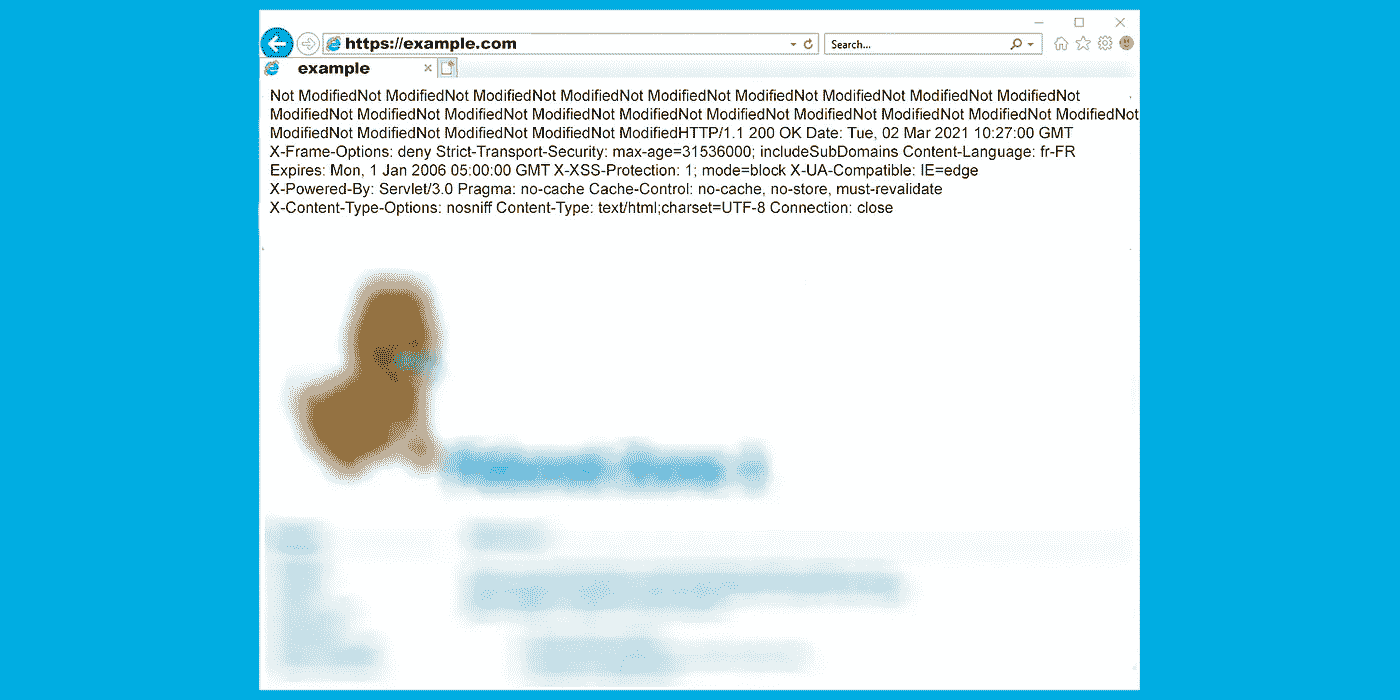 https://example.com
Search...
example
Not ModifiedNot ModifiedNot ModifiedNot ModifiedNot ModifiedNot ModifiedNot ModifiedNot ModifiedNot ModifiedNot
ModifiedNot ModifiedNot ModifiedNot ModifiedNot ModifiedNot ModifiedNot ModifiedNot ModifiedNot ModifiedNot ModifiedNot
ModifiedNot ModifiedNot ModifiedNot ModifiedNot ModifiedHTTP/1.1 200 OK Date: Tue, 02 Mar 2021 10:27:00 GMT
X-Frame-Options: deny Strict-Transport-Security: max-age=31536000; includeSubDomains Content-Language: fr-FR
Expires: Mon, 1 Jan 2006 05:00:00 GMT X-XSS-Protection: 1; mode=block X-UA-Compatible: IE=edge
X-Powered-By: Servlet/3.0 Pragma: no-cache Cache-Control: no-cache, no-store, must-revalidate
X-Content-Type-Options: nosniff Content-Type: text/html;charset=UTF-8 Connection: close